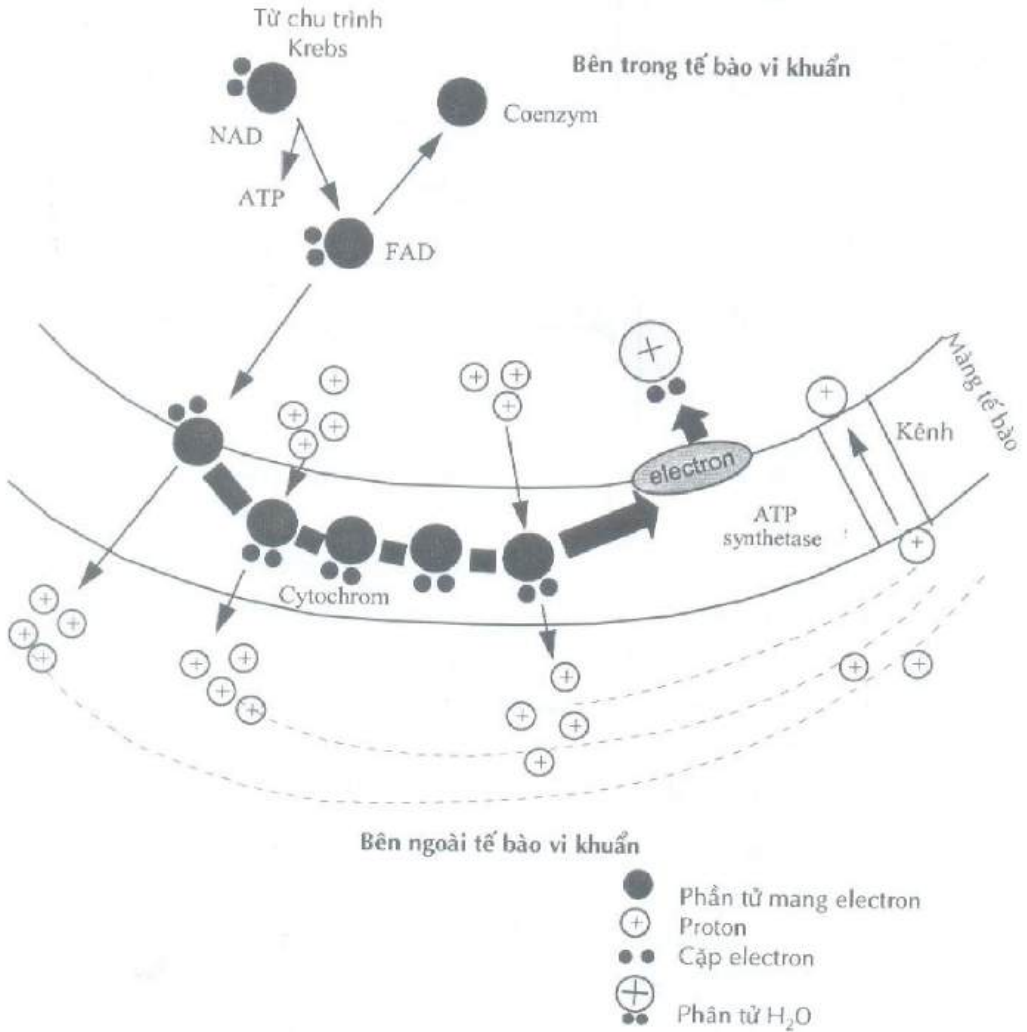 Từ chu trình
Krebs
Bên trong tế bào vi khuẩn
Coenzym
NAD
ATP
FAD
Màng tế bào
Kênh
electron
ATP
synthetase
Cytochrom
Bên ngoài tế bào vi khuẩn
Phần tử mang electron
Proton
Cặp electron
Phân tử H₂O